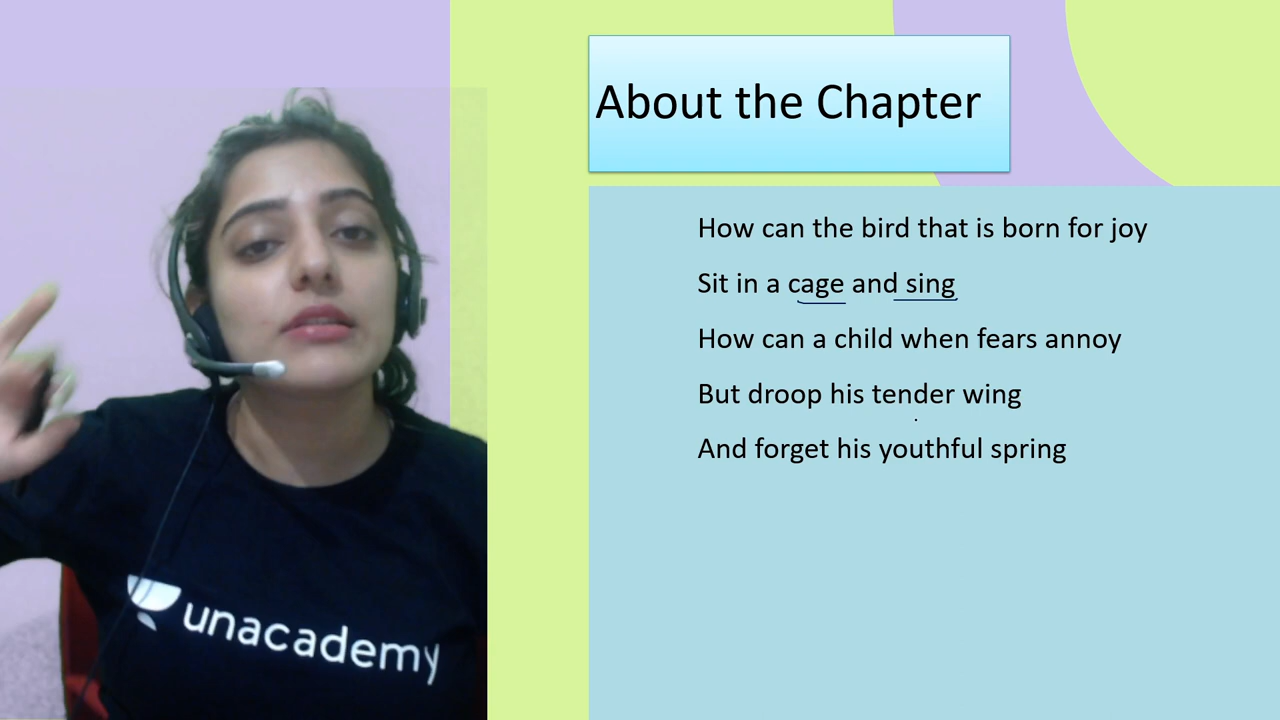 About the Chapter
How can the bird that is born for joy
Sit in a cage and sing
How can a child when fears annoy
But droop his tender wing
And forget his youthful spring
unacademy